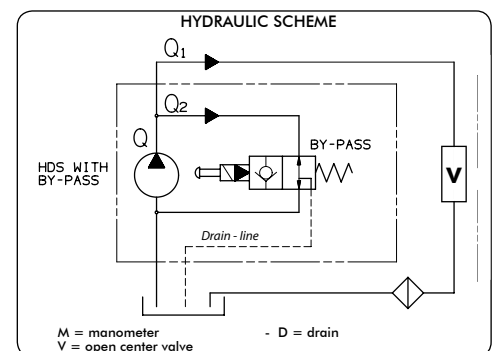 HYDRAULIC SCHEME
Q1
Q2
Q
BY-PASS
HDS WITH
BY-PASS
V
Drain - line
M = manometer - D = drain
V = open center valve